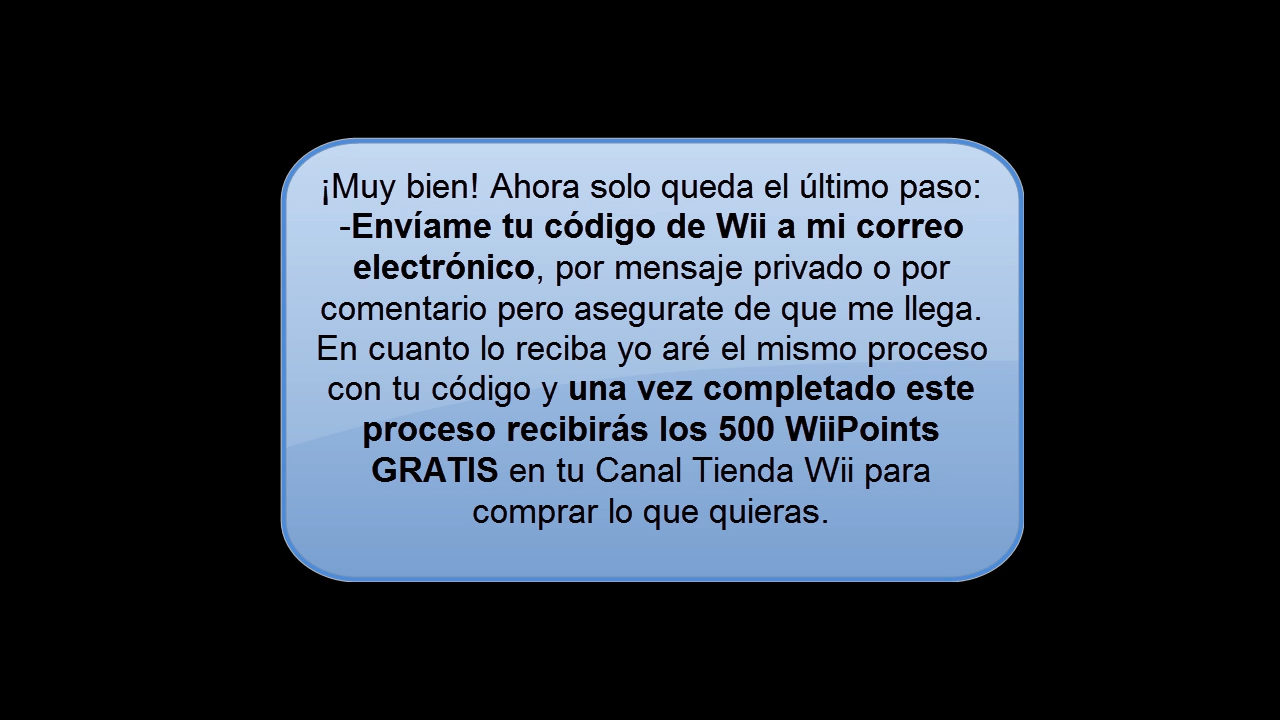 ¡Muy bien! Ahora solo queda el último paso:
-Envíame tu código de Wii a mi correo
electrónico, por mensaje privado o por
comentario pero asegurate de que me llega.
En cuanto lo reciba yo aré el mismo proceso
con tu código y una vez completado este
proceso recibirás los 500 WiiPoints
GRATIS en tu Canal Tienda Wii para
comprar lo que quieras.